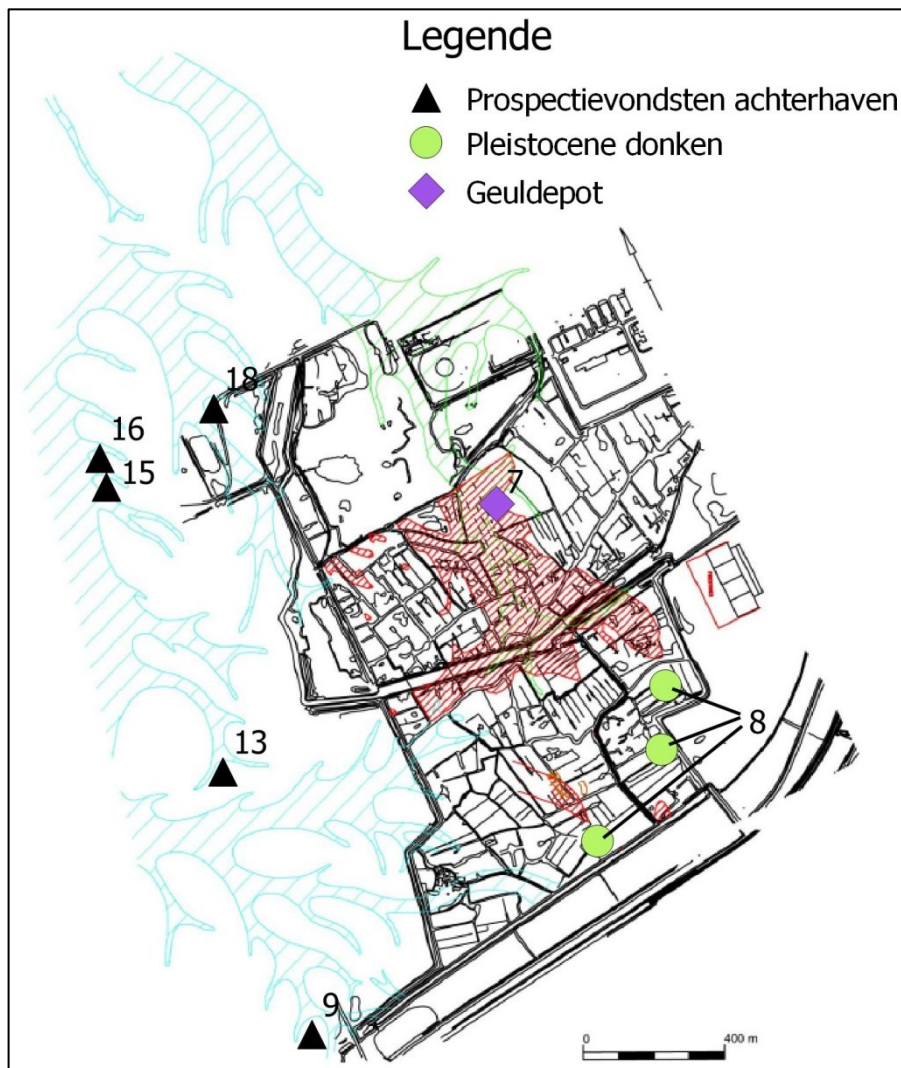 Legende
Prospectievondsten achterhaven
Pleistocene donken
Geuldepot
18
16
15
7
8
13
9
0 400 m